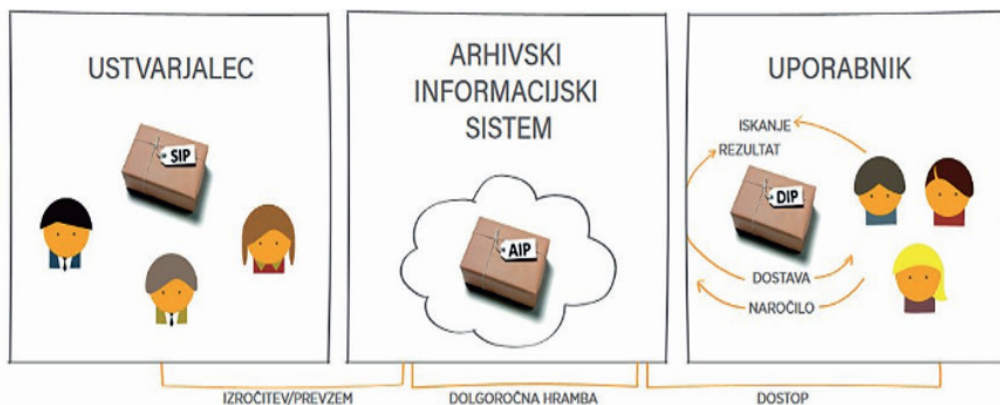 USTVARJALEC
SIP
ARHIVSKI
INFORMACIJSKI
SISTEM
AIP
UPORABNIK
ISKANJE
REZULTAT
DIP
DOSTAVA
NAROČILO
IZROČITEV/PREVZEM
DOLGOROČNA HRAMBA
DOSTOP